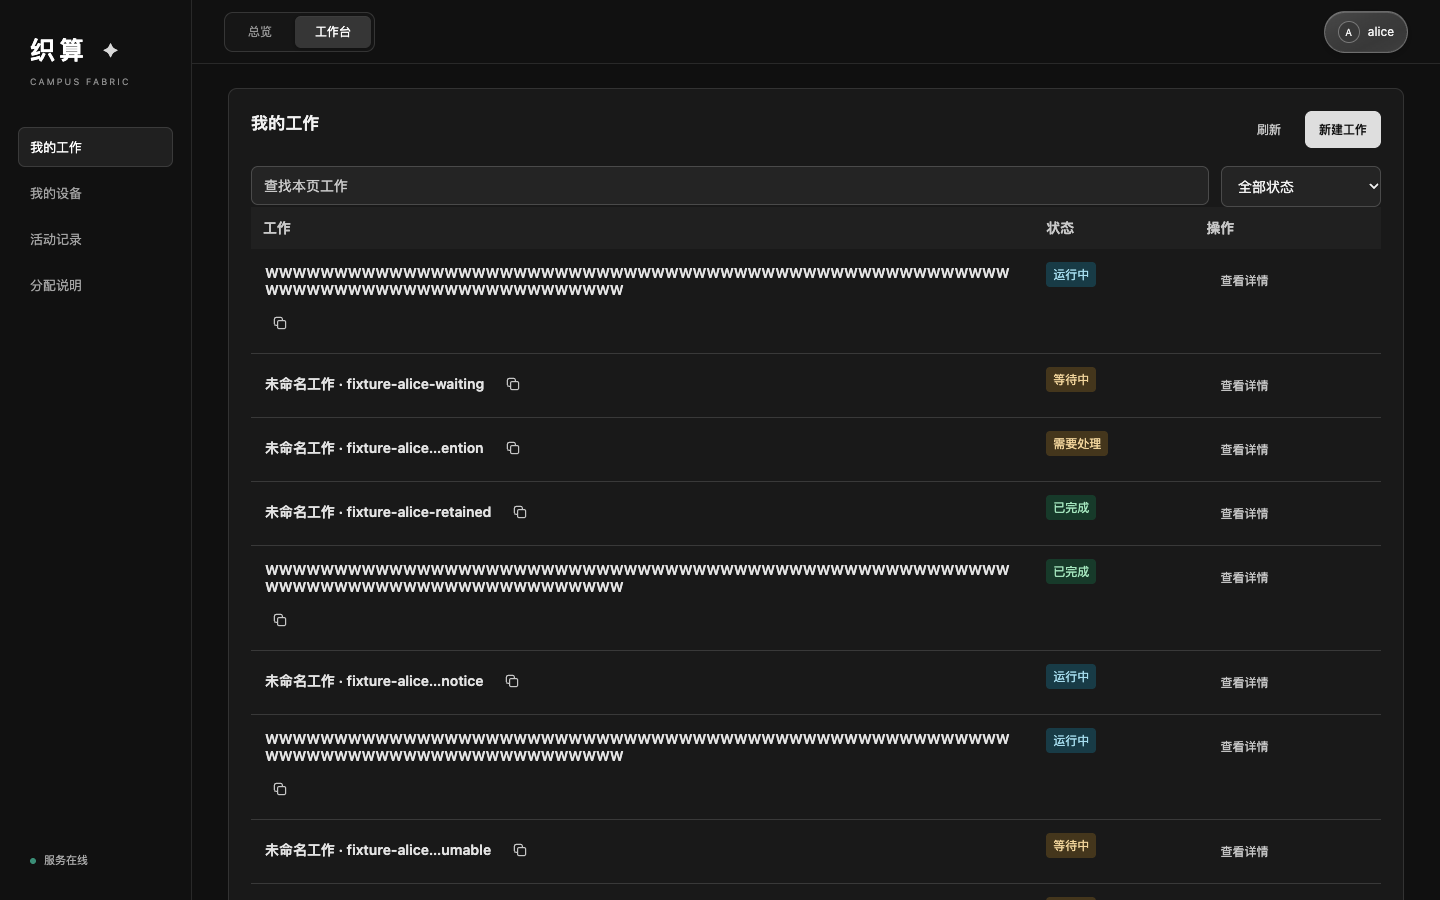 织算
CAMPUS FABRIC
总览
工作台
A
alice
我的工作
我的设备
活动记录
分配说明
服务在线
我的工作
刷新
新建工作
查找本页工作
全部状态
工作 状态 操作
WWWWWWWWWWWWWWWWWWWWWWWWWWWWWWWWWWWWWWWWWWWWWWWWWWWWWW
WWWWWWWWWWWWWWWWWWWWWWWWWW
运行中
查看详情
未命名工作 · fixture-alice-waiting
等待中
查看详情
未命名工作 · fixture-alice...ention
需要处理
查看详情
未命名工作 · fixture-alice-retained
已完成
查看详情
WWWWWWWWWWWWWWWWWWWWWWWWWWWWWWWWWWWWWWWWWWWWWWWWWWWWWW
WWWWWWWWWWWWWWWWWWWWWWWWWW
已完成
查看详情
未命名工作 · fixture-alice...notice
运行中
查看详情
WWWWWWWWWWWWWWWWWWWWWWWWWWWWWWWWWWWWWWWWWWWWWWWWWWWWWW
WWWWWWWWWWWWWWWWWWWWWWWWWW
运行中
查看详情
未命名工作 · fixture-alice...umable
等待中
查看详情